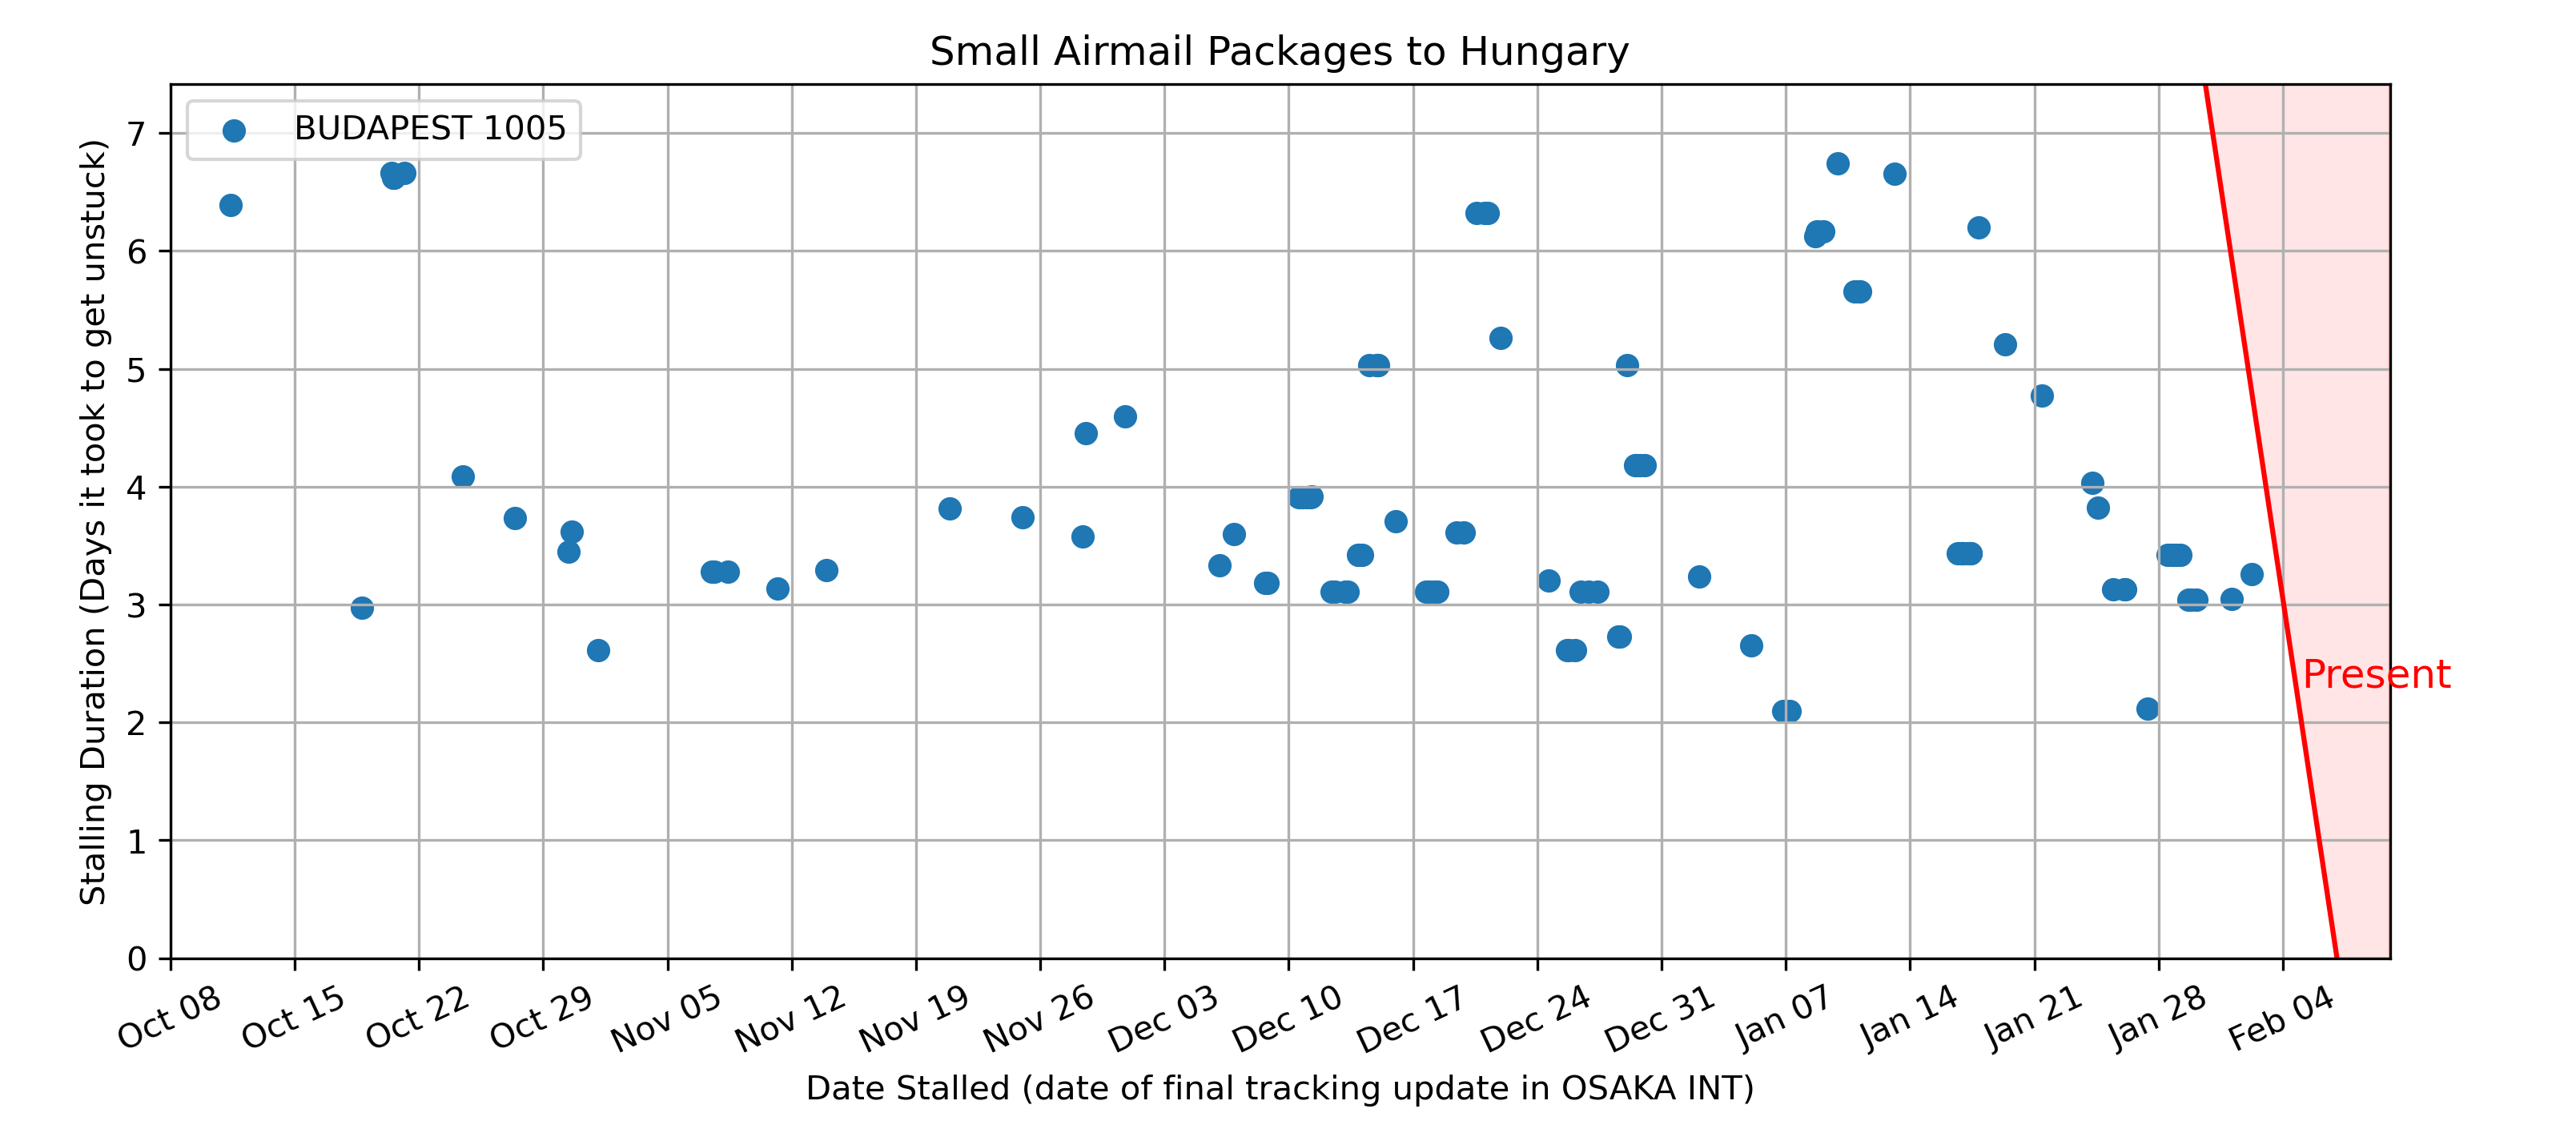 Small Airmail Packages to Hungary
BUDAPEST 1005
Stalling Duration (Days it took to get unstuck)
7
6
5
4
3
2
1
0
Present
Oct 08
Oct 15
Oct 22
Oct 29
Nov 05
Nov 12
Nov 19
Nov 26
Dec 03
Dec 10
Dec 17
Dec 24
Dec 31
Jan 07
Jan 14
Jan 21
Jan 28
Feb 04
Date Stalled (date of final tracking update in OSAKA INT)